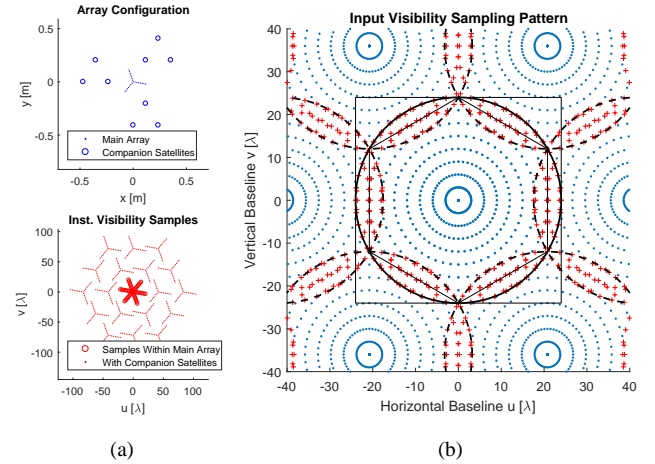 Array Configuration
0.5
0
-0.5
y [m]
Main Array
Companion Satellites
-0.5
0
0.5
x [m]
Inst. Visibility Samples
100
50
0
-50
-100
v [λ]
Samples Within Main Array
With Companion Satellites
-100
-50
0
50
100
u [λ]
(a)
Input Visibility Sampling Pattern
40
30
20
10
0
-10
-20
-30
-40
Vertical Baseline v [λ]
-40
-30
-20
-10
0
10
20
30
40
Horizontal Baseline u [λ]
(b)